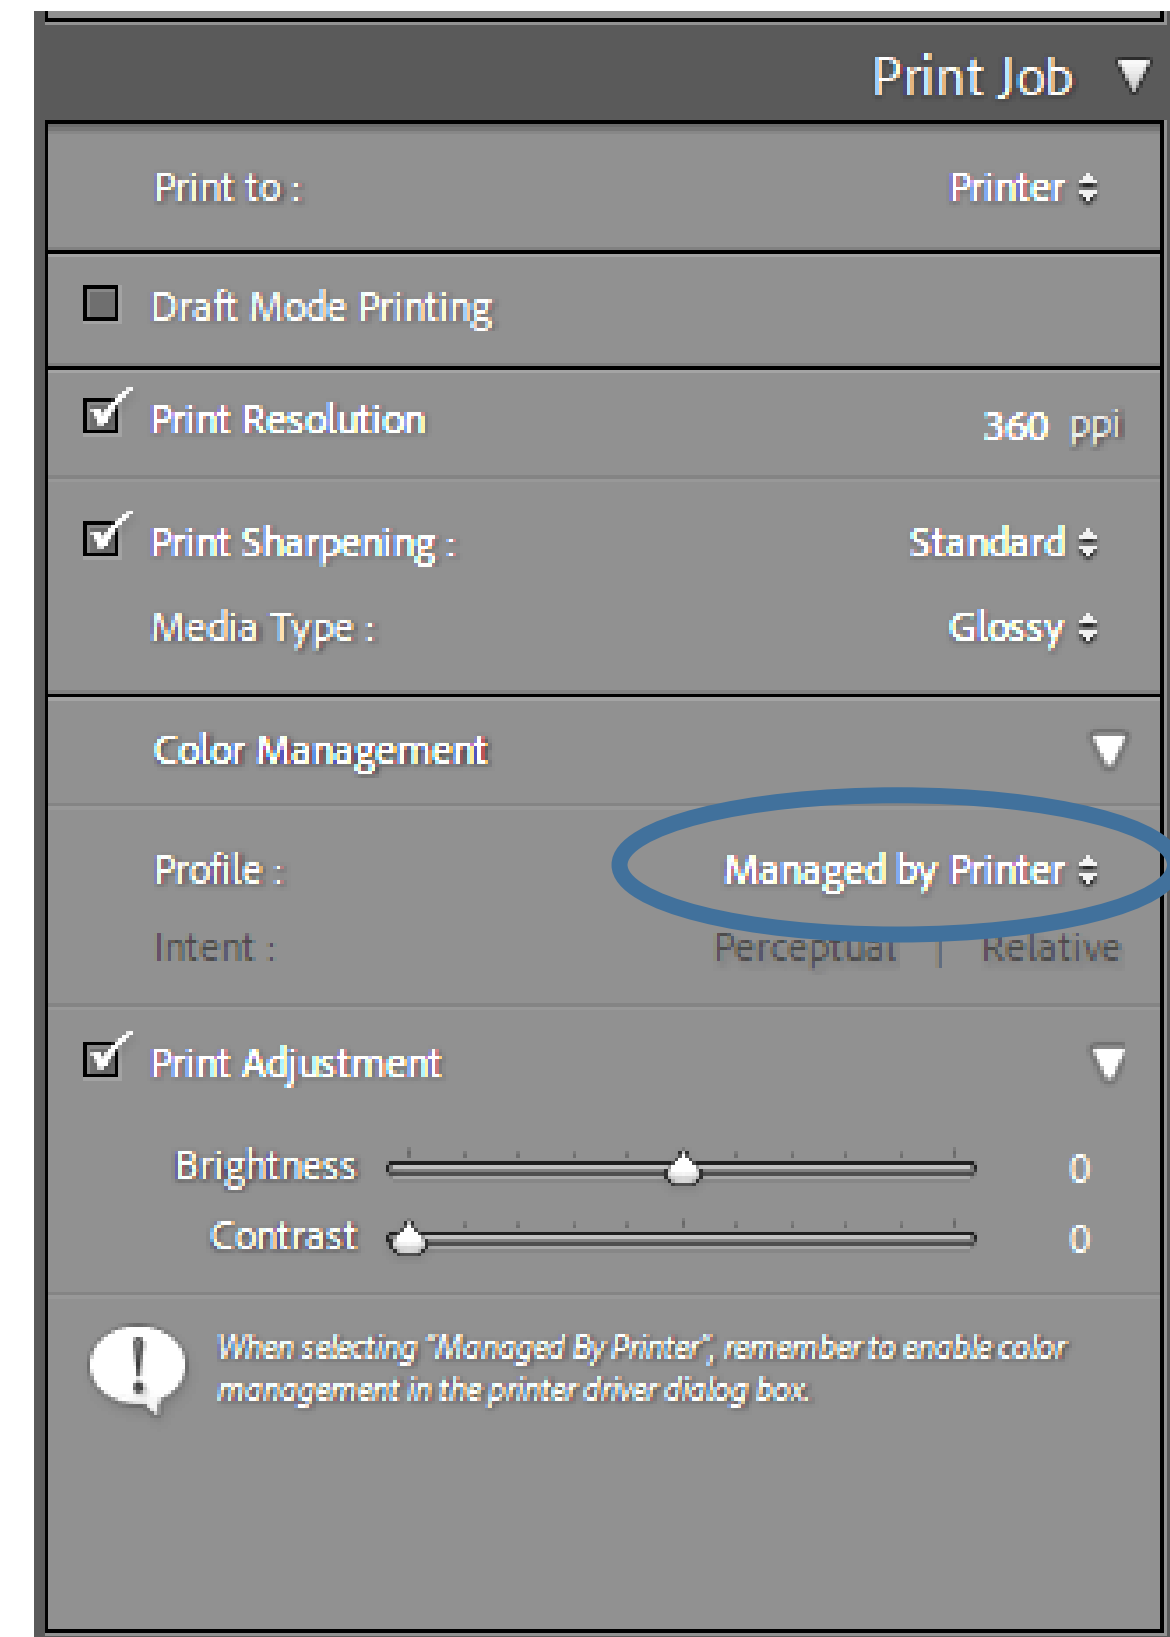 Print Job
Print to : Printer
Draft Mode Printing
Print Resolution 360 ppi
Print Sharpening : Standard
Media Type : Glossy
Color Management
Profile : Managed by Printer
Intent : Perceptual | Relative
Print Adjustment
Brightness 0
Contrast 0
When selecting "Managed By Printer", remember to enable color
management in the printer driver dialog box.